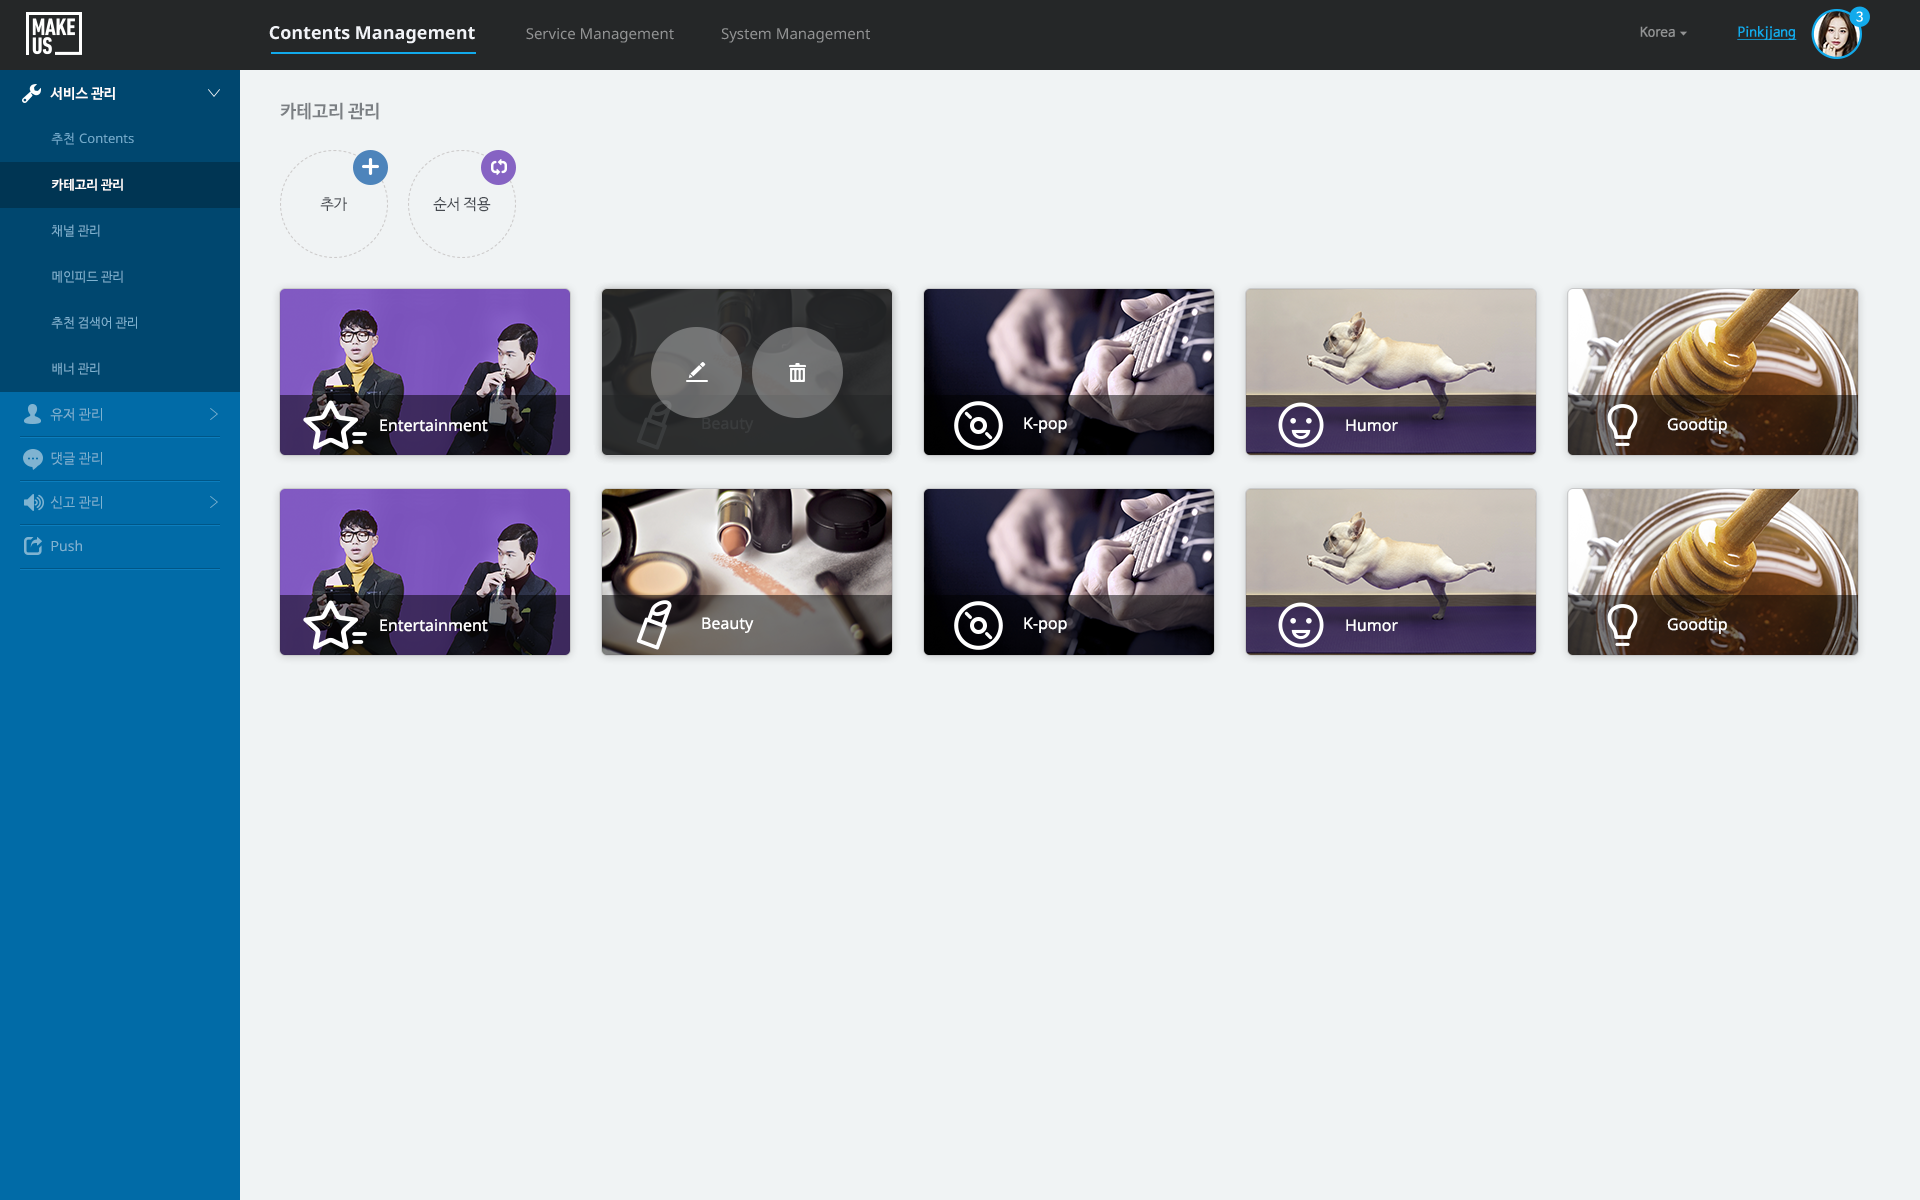 MAKE
US
Contents Management
Service Management
System Management
Korea
Pinkjjang
3
서비스 관리
추천 Contents
카테고리 관리
채널 관리
메인피드 관리
추천 검색어 관리
배너 관리
유저 관리
댓글 관리
신고 관리
Push
카테고리 관리
추가
순서 적용
Entertainment
Beauty
K-pop
Humor
Goodtip
Entertainment
Beauty
K-pop
Humor
Goodtip